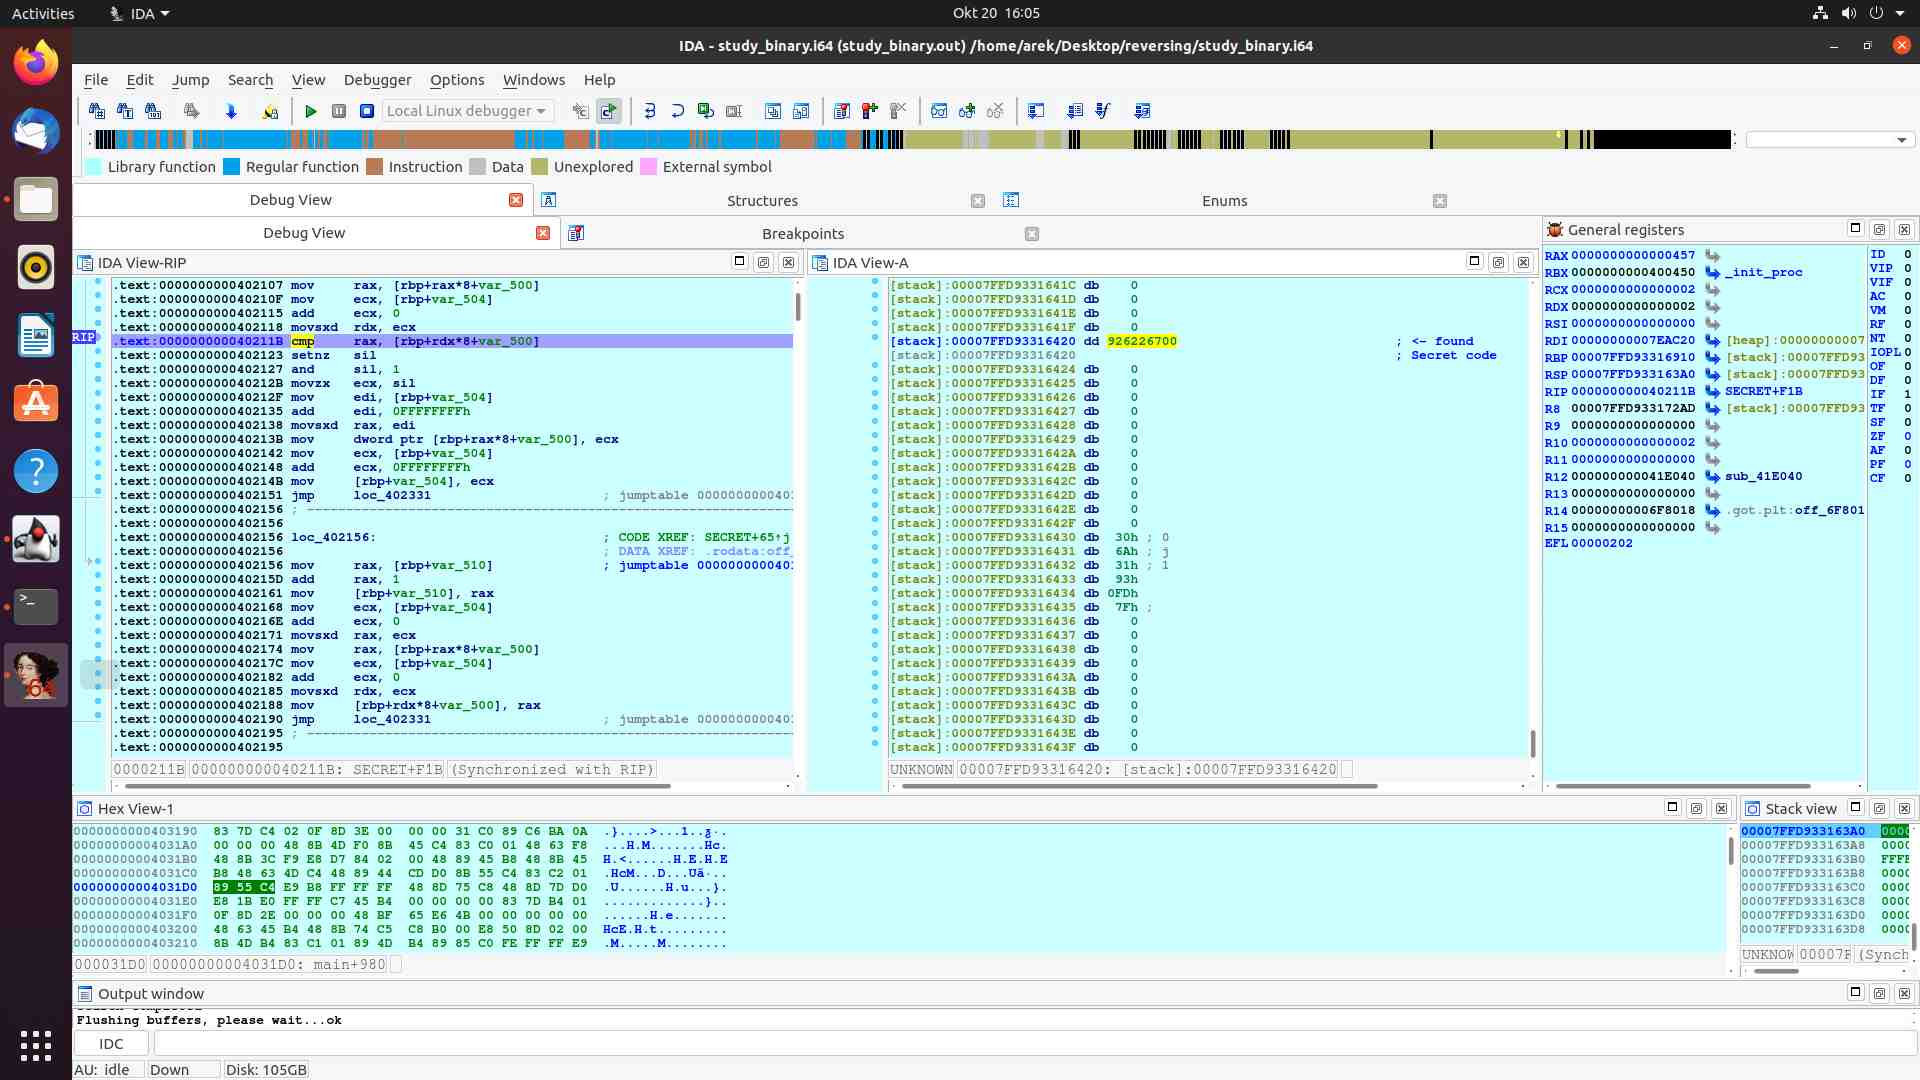 Activities
IDA
Okt 20 16:05
IDA - study_binary.i64 (study_binary.out) /home/arek/Desktop/reversing/study_binary.i64
File Edit Jump Search View Debugger Options Windows Help
Local Linux debugger
Library function Regular function Instruction Data Unexplored External symbol
Debug View Structures Enums
Debug View Breakpoints
IDA View-RIP
RIP
.text:0000000000402107 mov rax, [rbp+rax*8+var_500]
.text:000000000040210F mov ecx, [rbp+var_504]
.text:0000000000402115 add ecx, 0
.text:0000000000402118 movsxd rdx, ecx
.text:000000000040211B cmp rax, [rbp+rdx*8+var_500]
.text:0000000000402123 setnz sil
.text:0000000000402127 and sil, 1
.text:000000000040212B movzx ecx, sil
.text:000000000040212F mov edi, [rbp+var_504]
.text:0000000000402135 add edi, 0FFFFFFFFh
.text:0000000000402138 movsxd rax, edi
.text:000000000040213B mov dword ptr [rbp+rax*8+var_500], ecx
.text:0000000000402142 mov ecx, [rbp+var_504]
.text:0000000000402148 add ecx, 0FFFFFFFFh
.text:000000000040214B mov [rbp+var_504], ecx
.text:0000000000402151 jmp loc_402331 ; jumptable 0000000000402
.text:0000000000402156 ; ---------------------------------------------------------------
.text:0000000000402156
.text:0000000000402156 loc_402156: ; CODE XREF: SECRET+65↑j
.text:0000000000402156 ; DATA XREF: .rodata:off_
.text:0000000000402156 mov rax, [rbp+var_510] ; jumptable 000000000040
.text:000000000040215D add rax, 1
.text:0000000000402161 mov [rbp+var_510], rax
.text:0000000000402168 mov ecx, [rbp+var_504]
.text:000000000040216E add ecx, 0
.text:0000000000402171 movsxd rax, ecx
.text:0000000000402174 mov rax, [rbp+rax*8+var_500]
.text:000000000040217C mov ecx, [rbp+var_504]
.text:0000000000402182 add ecx, 0
.text:0000000000402185 movsxd rdx, ecx
.text:0000000000402188 mov [rbp+rdx*8+var_500], rax
.text:0000000000402190 jmp loc_402331 ; jumptable 000000000040
.text:0000000000402195 ; ---------------------------------------------------------------
.text:0000000000402195
0000211B 000000000040211B: SECRET+F1B (Synchronized with RIP)
IDA View-A
[stack]:00007FFD9331641C db 0
[stack]:00007FFD9331641D db 0
[stack]:00007FFD9331641E db 0
[stack]:00007FFD9331641F db 0
[stack]:00007FFD93316420 dd 926226700 ; <- found
[stack]:00007FFD93316420 ; Secret code
[stack]:00007FFD93316424 db 0
[stack]:00007FFD93316425 db 0
[stack]:00007FFD93316426 db 0
[stack]:00007FFD93316427 db 0
[stack]:00007FFD93316428 db 0
[stack]:00007FFD93316429 db 0
[stack]:00007FFD9331642A db 0
[stack]:00007FFD9331642B db 0
[stack]:00007FFD9331642C db 0
[stack]:00007FFD9331642D db 0
[stack]:00007FFD9331642E db 0
[stack]:00007FFD9331642F db 0
[stack]:00007FFD93316430 db 30h ; 0
[stack]:00007FFD93316431 db 6Ah ; j
[stack]:00007FFD93316432 db 31h ; 1
[stack]:00007FFD93316433 db 93h
[stack]:00007FFD93316434 db 0FDh
[stack]:00007FFD93316435 db 7Fh ;
[stack]:00007FFD93316436 db 0
[stack]:00007FFD93316437 db 0
[stack]:00007FFD93316438 db 0
[stack]:00007FFD93316439 db 0
[stack]:00007FFD9331643A db 0
[stack]:00007FFD9331643B db 0
[stack]:00007FFD9331643C db 0
[stack]:00007FFD9331643D db 0
[stack]:00007FFD9331643E db 0
[stack]:00007FFD9331643F db 0
UNKNOWN 00007FFD93316420: [stack]:00007FFD93316420
General registers
RAX 0000000000000457
RBX 0000000000400450 _init_proc
RCX 0000000000000002
RDX 0000000000000002
RSI 0000000000000000
RDI 00000000007EAC20 [heap]:00000000007
RBP 00007FFD93316910 [stack]:00007FFD93
RSP 00007FFD933163A0 [stack]:00007FFD93
RIP 000000000040211B SECRET+F1B
R8 00007FFD933172AD [stack]:00007FFD93
R9 0000000000000000
R10 0000000000000002
R11 0000000000000000
R12 000000000041E040 sub_41E040
R13 0000000000000000
R14 00000000006F8018 .got.plt:off_6F801
R15 0000000000000000
EFL 00000202
ID 0
VIP 0
VIF 0
AC 0
VM 0
RF 0
NT 0
IOPL 0
OF 0
DF 0
IF 1
TF 0
SF 0
ZF 0
AF 0
PF 0
CF 0
Hex View-1
0000000000403190 83 7D C4 02 0F 8D 3E 00 00 00 31 C0 89 C6 BA 0A
00000000004031A0 00 00 00 48 8B 4D F0 8B 45 C4 83 C0 01 48 63 F8
00000000004031B0 48 8B 3C F9 E8 D7 84 02 00 48 89 45 B8 48 8B 45
00000000004031C0 B8 48 63 4D C4 48 89 44 CD D0 8B 55 C4 83 C2 01
00000000004031D0 89 55 C4 E9 B8 FF FF FF 48 8D 75 C8 48 8D 7D D0
00000000004031E0 E8 1B E0 FF FF C7 45 B4 00 00 00 00 83 7D B4 01
00000000004031F0 0F 8D 2E 00 00 00 48 BF 65 E6 4B 00 00 00 00 00
0000000000403200 48 63 45 B4 48 8B 74 C5 C8 B0 00 E8 50 8D 02 00
0000000000403210 8B 4D B4 83 C1 01 89 4D B4 89 85 C0 FE FF FF E9
000031D0 00000000004031D0: main+980
Stack view
00007FFD933163A0 0000
00007FFD933163A8 0000
00007FFD933163B0 FFFF
00007FFD933163B8 0000
00007FFD933163C0 0000
00007FFD933163C8 0000
00007FFD933163D0 0000
00007FFD933163D8 0000
UNKNOW 00007F (Synch
Output window
Flushing buffers, please wait...ok
IDC
AU: idle Down Disk: 105GB